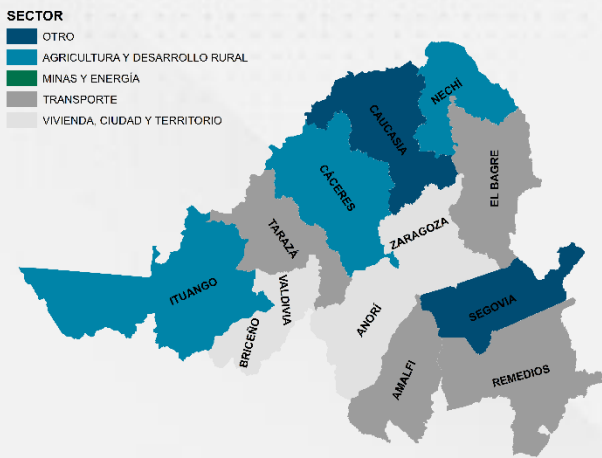 SECTOR
OTRO
AGRICULTURA Y DESARROLLO RURAL
MINAS Y ENERGÍA
TRANSPORTE
VIVIENDA, CIUDAD Y TERRITORIO
NECHÍ
CAUCASIA
EL BAGRE
CÁCERES
ZARAGOZA
TARAZÁ
ITUANGO
VALDIVIA
SEGOVIA
ANORÍ
BRICEÑO
REMEDIOS
AMALFI